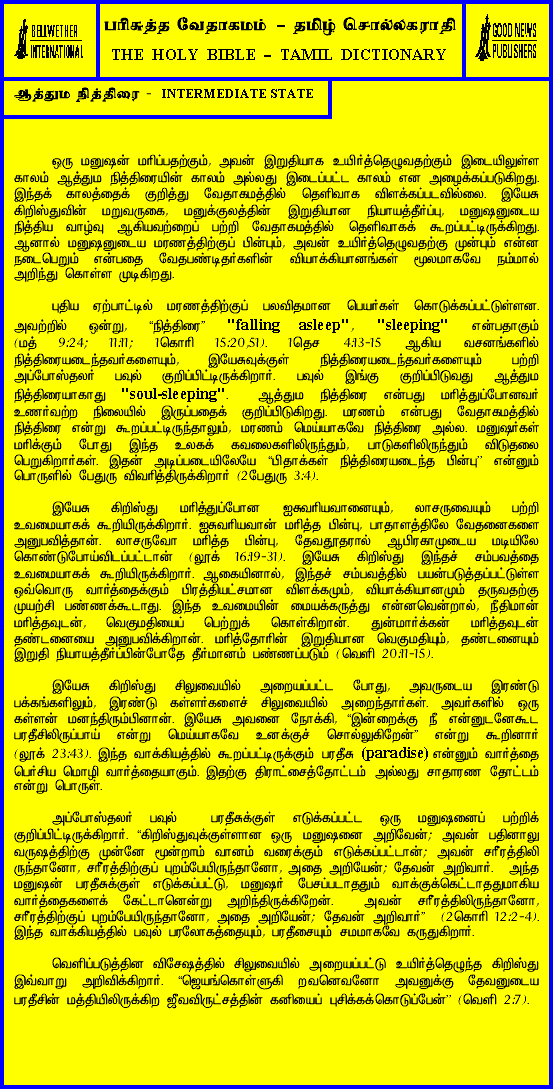 BELLWETHER
INTERNATIONAL
பரிசுத்த வேதாகமம் – தமிழ் சொல்லகராதி
THE HOLY BIBLE – TAMIL DICTIONARY
GOOD NEWS
PUBLISHERS
ஆத்தும நித்திரை - INTERMEDIATE STATE
ஒரு மனுஷன் மரிப்பதற்கும், அவன் இறுதியாக உயிர்த்தெழுவதற்கும் இடையிலுள்ள
காலம் ஆத்தும நித்திரையின் காலம் அல்லது இடைப்பட்ட காலம் என அழைக்கப்படுகிறது.
இந்தக் காலத்தைக் குறித்து வேதாகமத்தில் தெளிவாக விளக்கப்படவில்லை. இயேசு
கிறிஸ்துவின் மறுவருகை, மனுக்குலத்தின் இறுதியான நியாயத்தீர்ப்பு, மனுஷனுடைய
நித்திய வாழ்வு ஆகியவற்றைப் பற்றி வேதாகமத்தில் தெளிவாகக் கூறப்பட்டிருக்கிறது.
ஆனால் மனுஷனுடைய மரணத்திற்குப் பின்பும், அவன் உயிர்த்தெழுவதற்கு முன்பும் என்ன
நடைபெறும் என்பதை வேதபண்டிதர்களின் வியாக்கியானங்கள் மூலமாகவே நம்மால்
அறிந்து கொள்ள முடிகிறது.
புதிய ஏற்பாட்டில் மரணத்திற்குப் பலவிதமான பெயர்கள் கொடுக்கப்பட்டுள்ளன.
அவற்றில் ஒன்று, “நித்திரை” "falling asleep", "sleeping" என்பதாகும்
(மத் 9:24; 11:11; 1கொரி 15:20,51). 1தெச 4:13-15 ஆகிய வசனங்களில்
நித்திரையடைந்தவர்களையும், இயேசுவுக்குள் நித்திரையடைந்தவர்களையும் பற்றி
அப்போஸ்தலர் பவுல் குறிப்பிட்டிருக்கிறார். பவுல் இங்கு குறிப்பிடுவது ஆத்தும
நித்திரையாகாது "soul-sleeping". ஆத்தும நித்திரை என்பது மரித்துப்போனவர்
உணர்வற்ற நிலையில் இருப்பதைக் குறிப்பிடுகிறது. மரணம் என்பது வேதாகமத்தில்
நித்திரை என்று கூறப்பட்டிருந்தாலும், மரணம் மெய்யாகவே நித்திரை அல்ல. மனுஷர்கள்
மரிக்கும் போது இந்த உலகக் கவலைகளிலிருந்தும், பாடுகளிலிருந்தும் விடுதலை
பெறுகிறார்கள். இதன் அடிப்படையிலேயே “பிதாக்கள் நித்திரையடைந்த பின்பு” என்னும்
பொருளில் பேதுரு விவரித்திருக்கிறார் (2பேதுரு 3:4).
இயேசு கிறிஸ்து மரித்துப்போன ஐசுவரியவானையும், லாசருவையும் பற்றி
உவமையாகக் கூறியிருக்கிறார். ஐசுவரியவான் மரித்த பின்பு, பாதாளத்திலே வேதனைகளை
அனுபவித்தான். லாசருவோ மரித்த பின்பு, தேவதூதரால் ஆபிரகாமுடைய மடியிலே
கொண்டுபோய்விடப்பட்டான் (லூக் 16:19-31). இயேசு கிறிஸ்து இந்தச் சம்பவத்தை
உவமையாகக் கூறியிருக்கிறார். ஆகையினால், இந்தச் சம்பவத்தில் பயன்படுத்தப்பட்டுள்ள
ஒவ்வொரு வார்த்தைக்கும் பிரத்தியட்சமான விளக்கமும், வியாக்கியானமும் தருவதற்கு
முயற்சி பண்ணக்கூடாது. இந்த உவமையின் மையக்கருத்து என்னவென்றால், நீதிமான்
மரித்தவுடன், வெகுமதியைப் பெற்றுக் கொள்கிறான். துன்மார்க்கன் மரித்தவுடன்
தண்டனையை அனுபவிக்கிறான். மரித்தோரின் இறுதியான வெகுமதியும், தண்டனையும்
இறுதி நியாயத்தீர்ப்பின்போதே தீர்மானம் பண்ணப்படும் (வெளி 20:11-15).
இயேசு கிறிஸ்து சிலுவையில் அறையப்பட்ட போது, அவருடைய இரண்டு
பக்கங்களிலும், இரண்டு கள்ளர்களைச் சிலுவையில் அறைந்தார்கள். அவர்களில் ஒரு
கள்ளன் மனந்திரும்பினான். இயேசு அவனை நோக்கி, “இன்றைக்கு நீ என்னுடனேகூட
பரதீசிலிருப்பாய் என்று மெய்யாகவே உனக்குச் சொல்லுகிறேன்” என்று கூறினார்
(லூக் 23:43). இந்த வாக்கியத்தில் கூறப்பட்டிருக்கும் பரதீசு (paradise) என்னும் வார்த்தை
பெர்சிய மொழி வார்த்தையாகும். இதற்கு திராட்சைத்தோட்டம் அல்லது சாதாரண தோட்டம்
என்று பொருள்.
அப்போஸ்தலர் பவுல் பரதீசுக்குள் எடுக்கப்பட்ட ஒரு மனுஷனைப் பற்றிக்
குறிப்பிட்டிருக்கிறார். “கிறிஸ்துவுக்குள்ளான ஒரு மனுஷனை அறிவேன்; அவன் பதினாலு
வருஷத்திற்கு முன்னே மூன்றாம் வானம் வரைக்கும் எடுக்கப்பட்டான்; அவன் சரீரத்திலி
ருந்தானோ, சரீரத்திற்குப் புறம்பேயிருந்தானோ, அதை அறியேன்; தேவன் அறிவார். அந்த
மனுஷன் பரதீசுக்குள் எடுக்கப்பட்டு, மனுஷர் பேசப்படாததும் வாக்குக்கெட்டாததுமாகிய
வார்த்தைகளைக் கேட்டானென்று அறிந்திருக்கிறேன். அவன் சரீரத்திலிருந்தானோ,
சரீரத்திற்குப் புறம்பேயிருந்தானோ, அதை அறியேன்; தேவன் அறிவார்” (2கொரி 12:2-4).
இந்த வாக்கியத்தில் பவுல் பரலோகத்தையும், பரதீசையும் சமமாகவே கருதுகிறார்.
வெளிப்படுத்தின விசேஷத்தில் சிலுவையில் அறையப்பட்டு உயிர்த்தெழுந்த கிறிஸ்து
இவ்வாறு அறிவிக்கிறார். “ஜெயங்கொள்ளுகி றவனெவனோ அவனுக்கு தேவனுடைய
பரதீசின் மத்தியிலிருக்கிற ஜீவவிருட்சத்தின் கனியைப் புசிக்கக்கொடுப்பேன்” (வெளி 2:7).